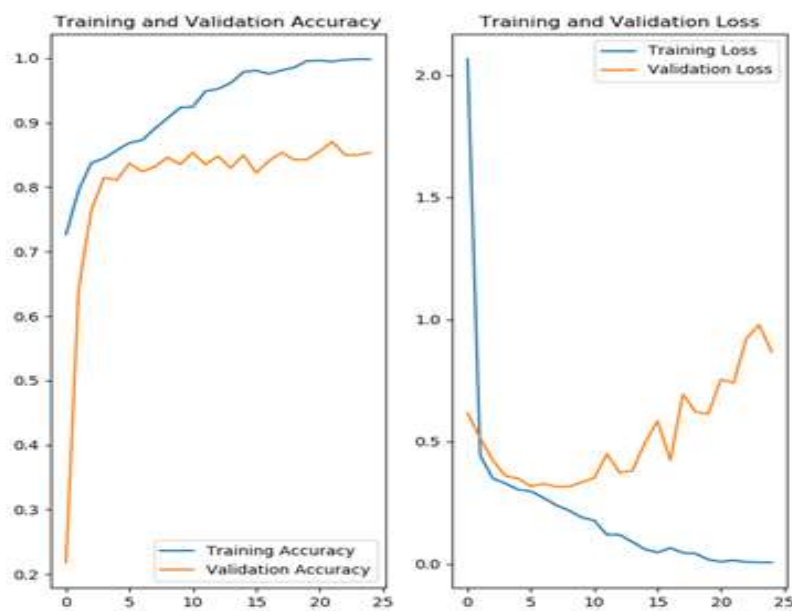 Training and Validation Accuracy
1.0
0.9
0.8
0.7
0.6
0.5
0.4
0.3
0.2
0 5 10 15 20 25
Training Accuracy
Validation Accuracy
Training and Validation Loss
2.0
1.5
1.0
0.5
0.0
0 5 10 15 20 25
Training Loss
Validation Loss